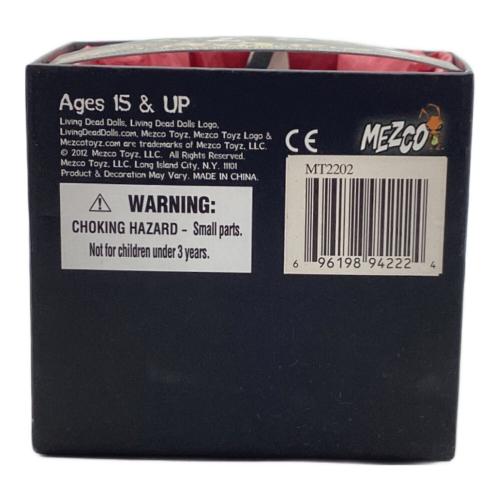 Ages 15 & UP
Living Dead Dolls, Living Dead Dolls Logo,
LivingDeadDolls.com, Mezco Toyz, Mezco Toyz Logo &
Mezcotoyz.com are trademarks of Mezco Toyz, LLC.
© 2012 Mezco Toyz, LLC. All Rights Reserved.
Mezco Toyz, LLC. Long Island City, N.Y. 11101
Product & Decoration May Vary. MADE IN CHINA.
CE
MEZCO
WARNING:
CHOKING HAZARD - Small parts.
Not for children under 3 years.
MT2202
6 96198 94222 4